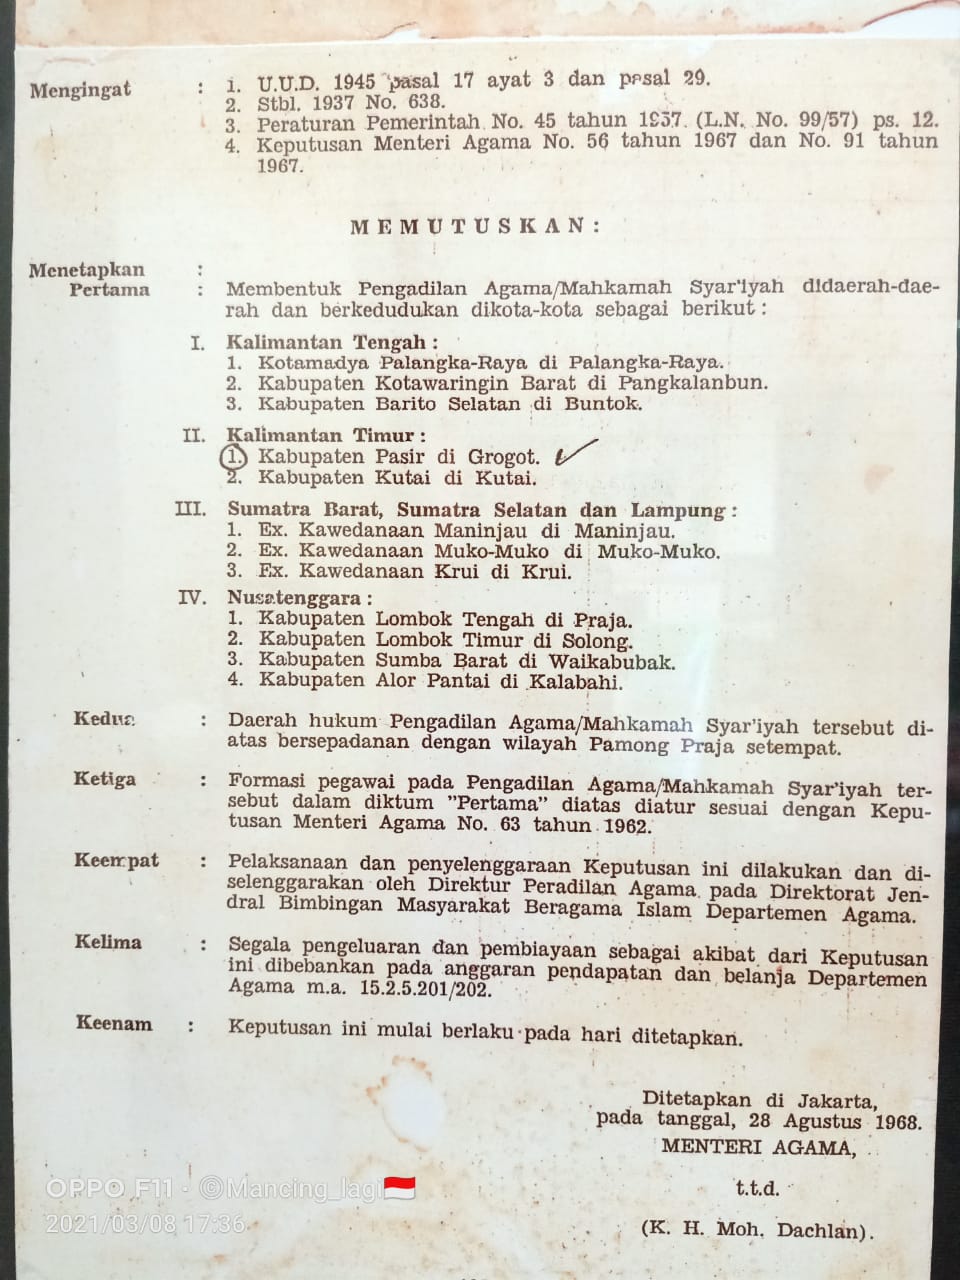 Mengingat : 1. U.U.D. 1945 pasal 17 ayat 3 dan pasal 29.
2. Stbl. 1937 No. 638.
3. Peraturan Pemerintah No. 45 tahun 1957 (L.N. No. 99/57) ps. 12.
4. Keputusan Menteri Agama No. 56 tahun 1967 dan No. 91 tahun
1967.
MEMUTUSKAN :
Menetapkan :
Pertama : Membentuk Pengadilan Agama/Mahkamah Syar'iyah didaerah-dae-
rah dan berkedudukan dikota-kota sebagai berikut :
I. Kalimantan Tengah :
1. Kotamadya Palangka-Raya di Palangka-Raya.
2. Kabupaten Kotawaringin Barat di Pangkalanbun.
3. Kabupaten Barito Selatan di Buntok.
II. Kalimantan Timur :
1. Kabupaten Pasir di Grogot.
2. Kabupaten Kutai di Kutai.
III. Sumatra Barat, Sumatra Selatan dan Lampung :
1. Ex. Kawedanaan Maninjau di Maninjau.
2. Ex. Kawedanaan Muko-Muko di Muko-Muko.
3. Ex. Kawedanaan Krui di Krui.
IV. Nusatenggara :
1. Kabupaten Lombok Tengah di Praja.
2. Kabupaten Lombok Timur di Solong.
3. Kabupaten Sumba Barat di Waikabubak.
4. Kabupaten Alor Pantai di Kalabahi.
Kedua : Daerah hukum Pengadilan Agama/Mahkamah Syar'iyah tersebut di-
atas bersepadanan dengan wilayah Pamong Praja setempat.
Ketiga : Formasi pegawai pada Pengadilan Agama/Mahkamah Syar'iyah ter-
sebut dalam diktum "Pertama" diatas diatur sesuai dengan Kepu-
tusan Menteri Agama No. 63 tahun 1962.
Keempat : Pelaksanaan dan penyelenggaraan Keputusan ini dilakukan dan di-
selenggarakan oleh Direktur Peradilan Agama pada Direktorat Jen-
dral Bimbingan Masyarakat Beragama Islam Departemen Agama.
Kelima : Segala pengeluaran dan pembiayaan sebagai akibat dari Keputusan
ini dibebankan pada anggaran pendapatan dan belanja Departemen
Agama m.a. 15.2.5.201/202.
Keenam : Keputusan ini mulai berlaku pada hari ditetapkan.
Ditetapkan di Jakarta,
pada tanggal, 28 Agustus 1968.
MENTERI AGAMA,
t.t.d.
(K. H. Moh. Dachlan).
OPPO F11 · ©Mancing_lagi🇮🇩
2021/03/08 17:36